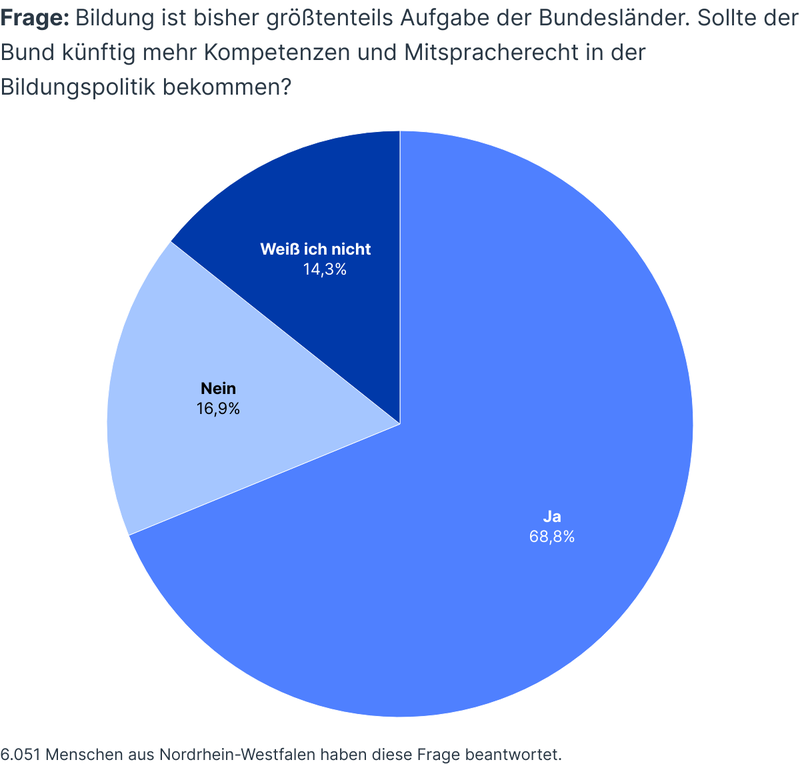 Frage: Bildung ist bisher größtenteils Aufgabe der Bundesländer. Sollte der
Bund künftig mehr Kompetenzen und Mitspracherecht in der
Bildungspolitik bekommen?
Weiß ich nicht
14,3%
Nein
16,9%
Ja
68,8%
6.051 Menschen aus Nordrhein-Westfalen haben diese Frage beantwortet.